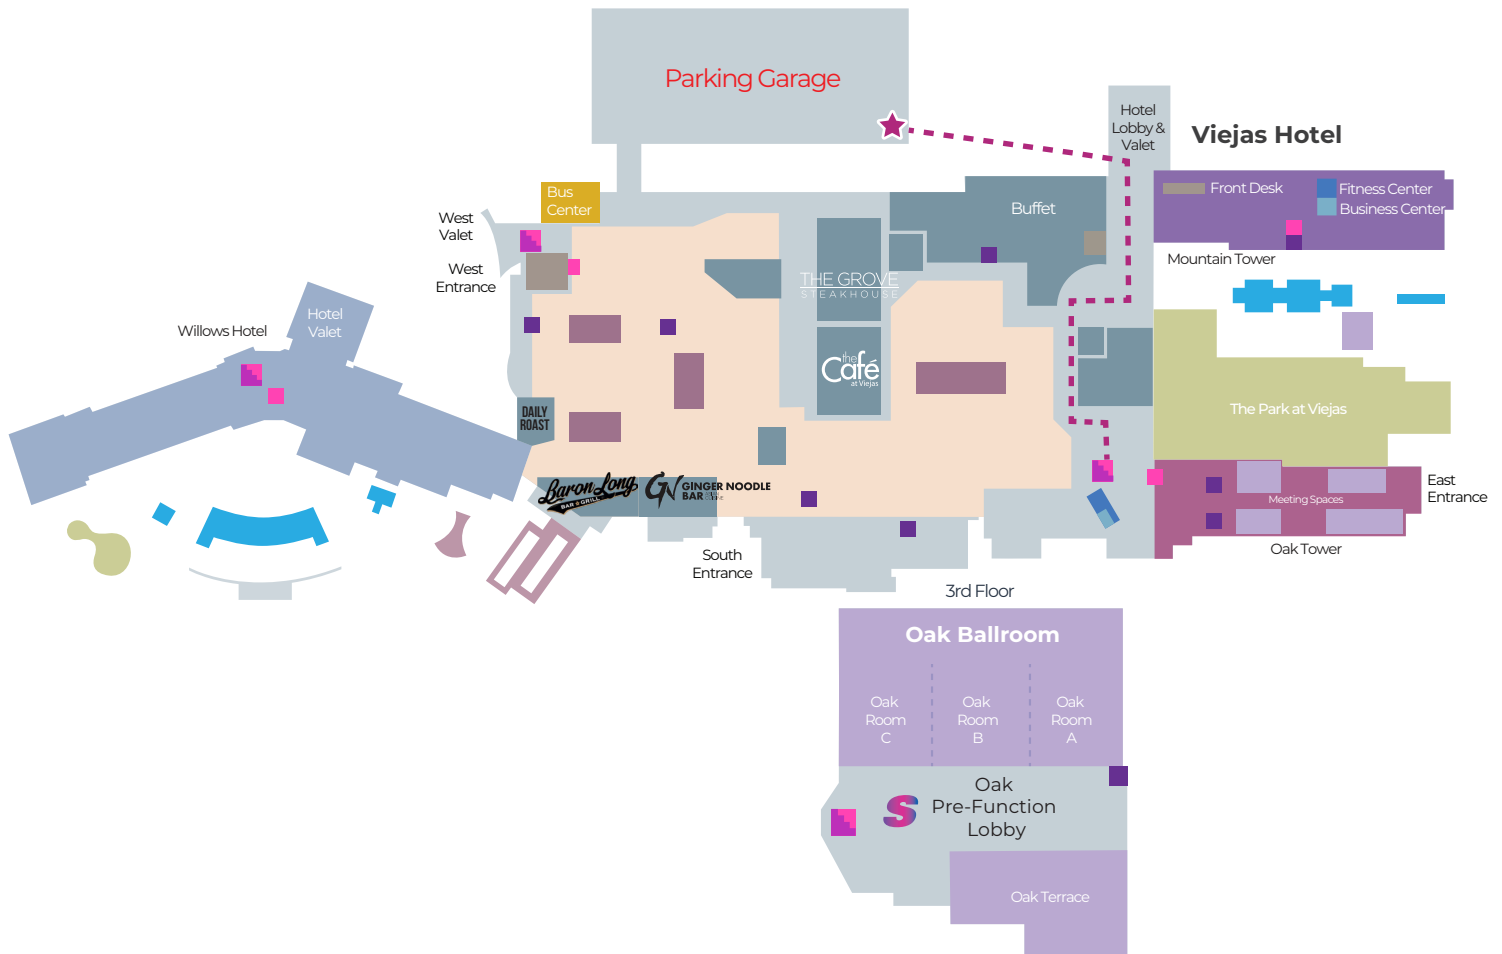 Parking Garage
Hotel
Lobby &
Valet
Viejas Hotel
Front Desk
Fitness Center
Business Center
Mountain Tower
Bus
Center
West
Valet
West
Entrance
Buffet
THE GROVE
STEAKHOUSE
the
Café
at Viejas
Hotel
Valet
Willows Hotel
DAILY
ROAST
Baron Long
BAR & GRILL
GN
GINGER NOODLE
BAR
The Park at Viejas
Meeting Spaces
East
Entrance
Oak Tower
South
Entrance
3rd Floor
Oak Ballroom
Oak
Room
C
Oak
Room
B
Oak
Room
A
S
Oak
Pre-Function
Lobby
Oak Terrace